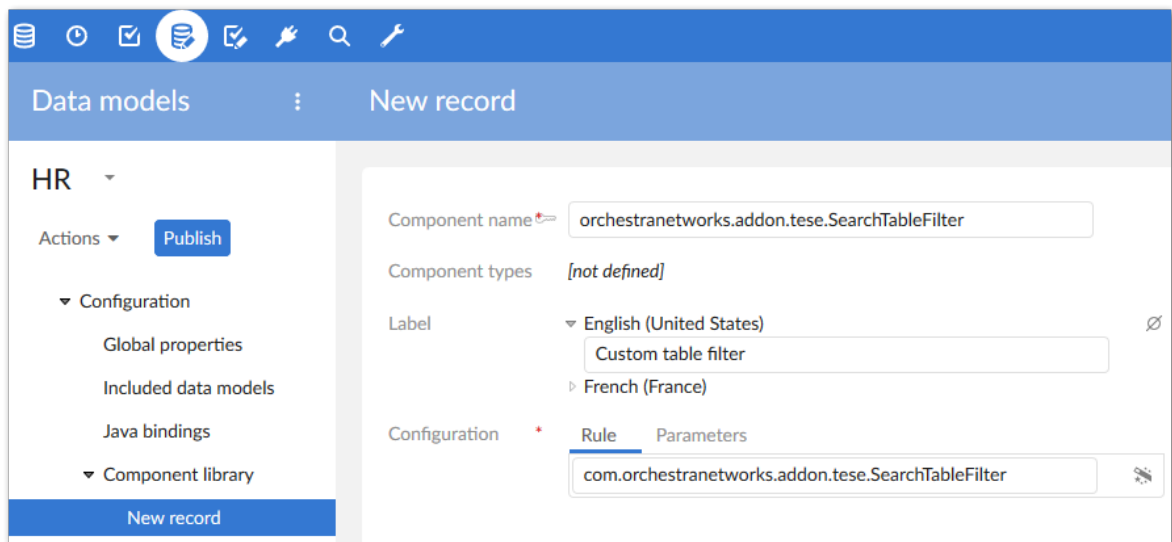 Data models
New record
HR
Actions
Publish
Configuration
Global properties
Included data models
Java bindings
Component library
New record
Component name*
orchestranetworks.addon.tese.SearchTableFilter
Component types
[not defined]
Label
English (United States)
Custom table filter
French (France)
Configuration *
Rule Parameters
com.orchestranetworks.addon.tese.SearchTableFilter